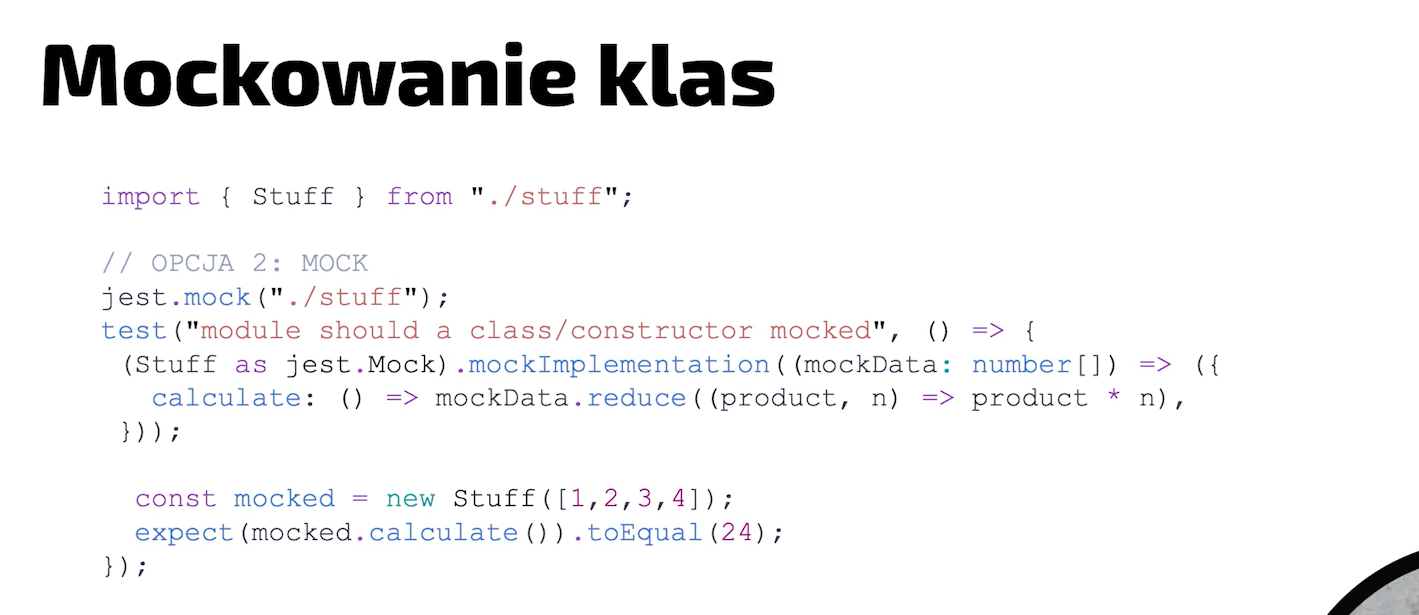 Mockowanie klas
import { Stuff } from "./stuff";
// OPCJA 2: MOCK
jest.mock("./stuff");
test("module should a class/constructor mocked", () => {
(Stuff as jest.Mock).mockImplementation((mockData: number[]) => ({
calculate: () => mockData.reduce((product, n) => product * n),
}));
const mocked = new Stuff([1,2,3,4]);
expect(mocked.calculate()).toEqual(24);
});